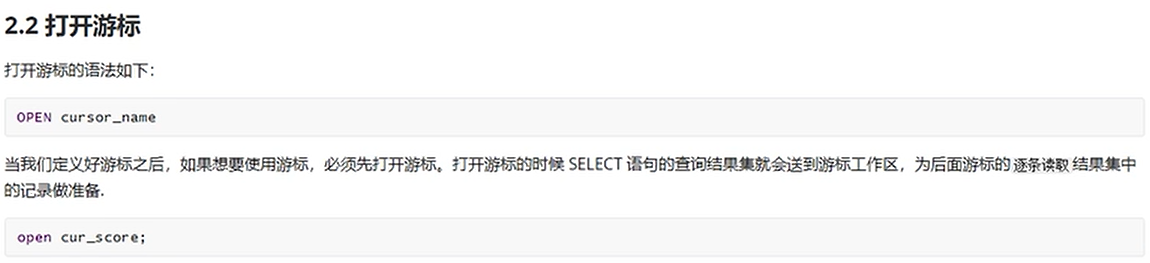 2.2 打开游标
打开游标的语法如下：
OPEN cursor_name
当我们定义好游标之后，如果想要使用游标，必须先打开游标。打开游标的时候 SELECT 语句的查询结果集就会送到游标工作区，为后面游标的 逐条读取 结果集中
的记录做准备.
open cur_score;